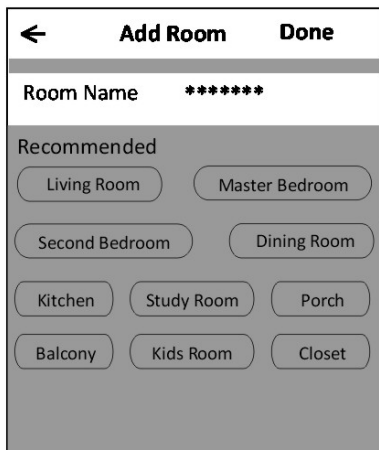 ← Add Room Done
Room Name *******
Recommended
Living Room Master Bedroom
Second Bedroom Dining Room
Kitchen Study Room Porch
Balcony Kids Room Closet